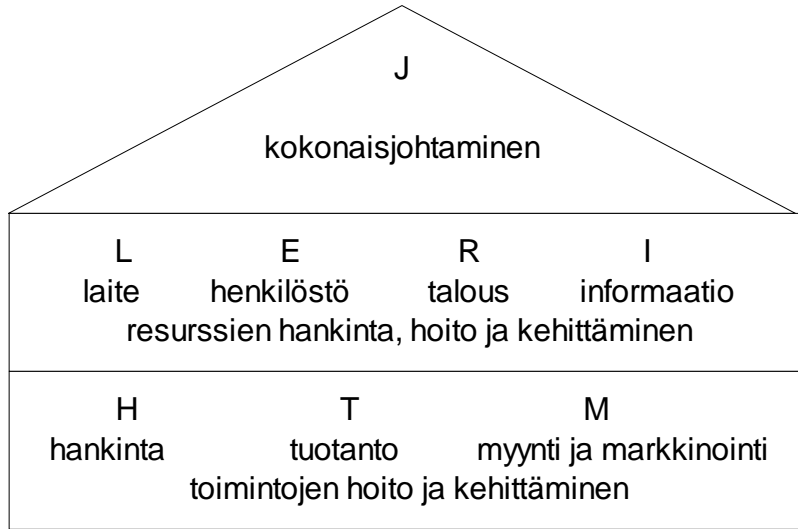 J
kokonaisjohtaminen
L E R I
laite henkilöstö talous informaatio
resurssien hankinta, hoito ja kehittäminen
H T M
hankinta tuotanto myynti ja markkinointi
toimintojen hoito ja kehittäminen